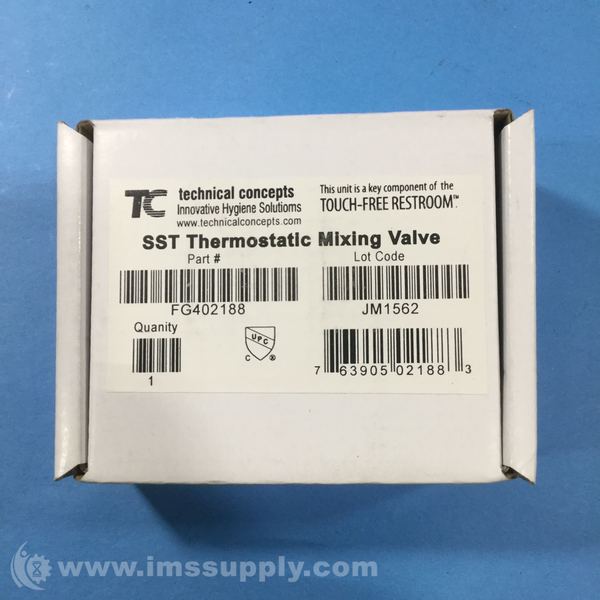 TC
technical concepts
Innovative Hygiene Solutioms
www.technicalconcepts.com
This unit is a key component of the
TOUCH-FREE RESTROOM™
SST Thermostatic Mixing Valve
Part #
FG402188
Lot Code
JM1562
Quanity
1
UPC
C ®
7 63905 02188 3
www.imssupply.com